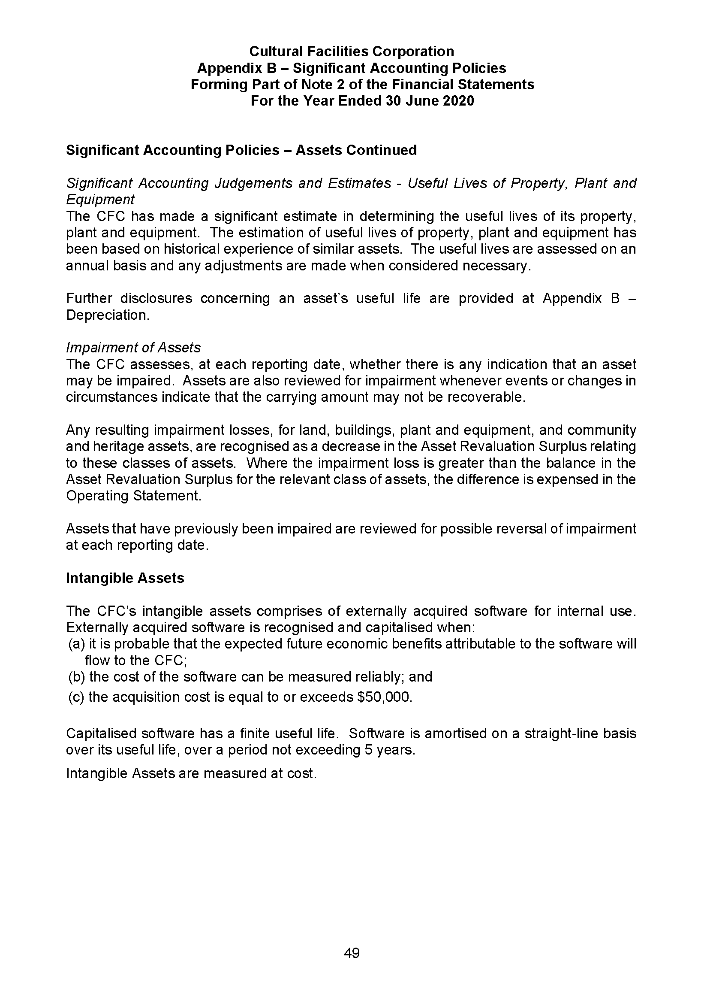 Cultural Facilities Corporation
Appendix B – Significant Accounting Policies
Forming Part of Note 2 of the Financial Statements
For the Year Ended 30 June 2020
Significant Accounting Policies – Assets Continued
Significant Accounting Judgements and Estimates - Useful Lives of Property, Plant and
Equipment
The CFC has made a significant estimate in determining the useful lives of its property,
plant and equipment.  The estimation of useful lives of property, plant and equipment has
been based on historical experience of similar assets.  The useful lives are assessed on an
annual basis and any adjustments are made when considered necessary.
Further disclosures concerning an asset’s useful life are provided at Appendix B –
Depreciation.
Impairment of Assets
The CFC assesses, at each reporting date, whether there is any indication that an asset
may be impaired.  Assets are also reviewed for impairment whenever events or changes in
circumstances indicate that the carrying amount may not be recoverable.
Any resulting impairment losses, for land, buildings, plant and equipment, and community
and heritage assets, are recognised as a decrease in the Asset Revaluation Surplus relating
to these classes of assets.  Where the impairment loss is greater than the balance in the
Asset Revaluation Surplus for the relevant class of assets, the difference is expensed in the
Operating Statement.
Assets that have previously been impaired are reviewed for possible reversal of impairment
at each reporting date.
Intangible Assets
The CFC’s intangible assets comprises of externally acquired software for internal use.
Externally acquired software is recognised and capitalised when:
(a) it is probable that the expected future economic benefits attributable to the software will
flow to the CFC;
(b) the cost of the software can be measured reliably; and
(c) the acquisition cost is equal to or exceeds $50,000.
Capitalised software has a finite useful life.  Software is amortised on a straight-line basis
over its useful life, over a period not exceeding 5 years.
Intangible Assets are measured at cost.
49